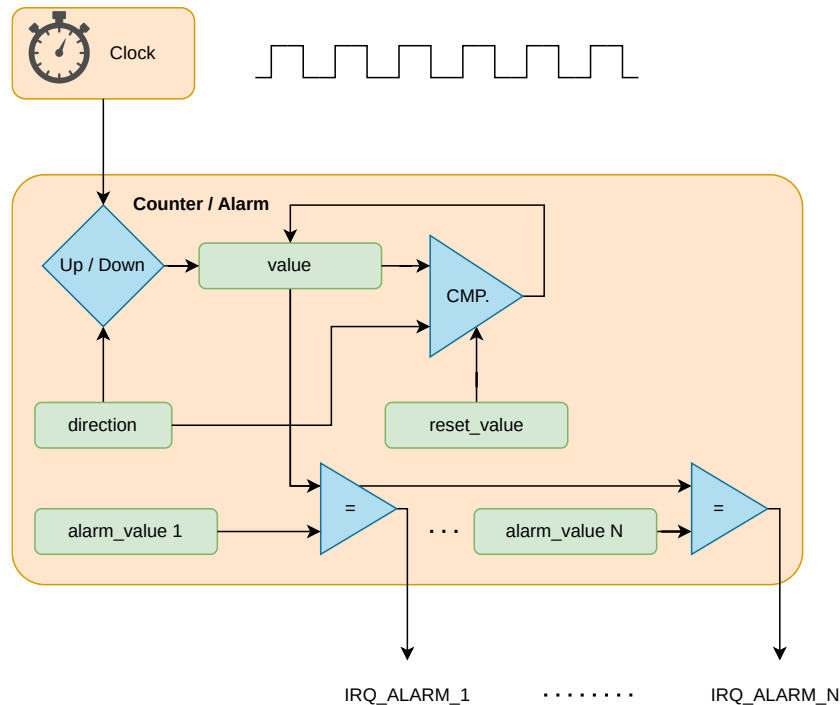 Clock
Counter / Alarm
Up / Down
value
CMP.
direction
reset_value
alarm_value 1
=
. . .
alarm_value N
=
IRQ_ALARM_1
. . . . . . . .
IRQ_ALARM_N